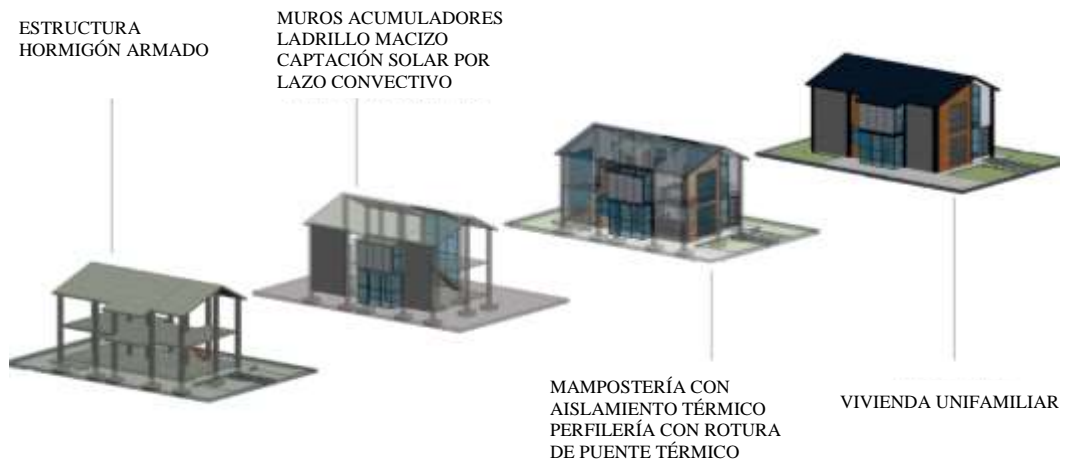 ESTRUCTURA
HORMIGÓN ARMADO
MUROS ACUMULADORES
LADRILLO MACIZO
CAPTACIÓN SOLAR POR
LAZO CONVECTIVO
MAMPOSTERÍA CON
AISLAMIENTO TÉRMICO
PERFILERÍA CON ROTURA
DE PUENTE TÉRMICO
VIVIENDA UNIFAMILIAR